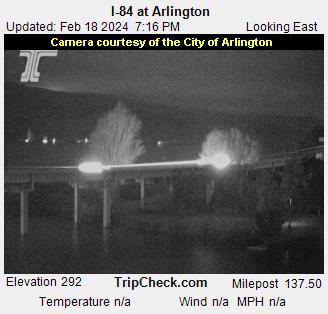 I-84 at Arlington
Updated: Feb 18 2024 7:16 PM Looking East
Camera courtesy of the City of Arlington
Elevation 292 TripCheck.com Milepost 137.50
Temperature n/a Wind n/a MPH n/a